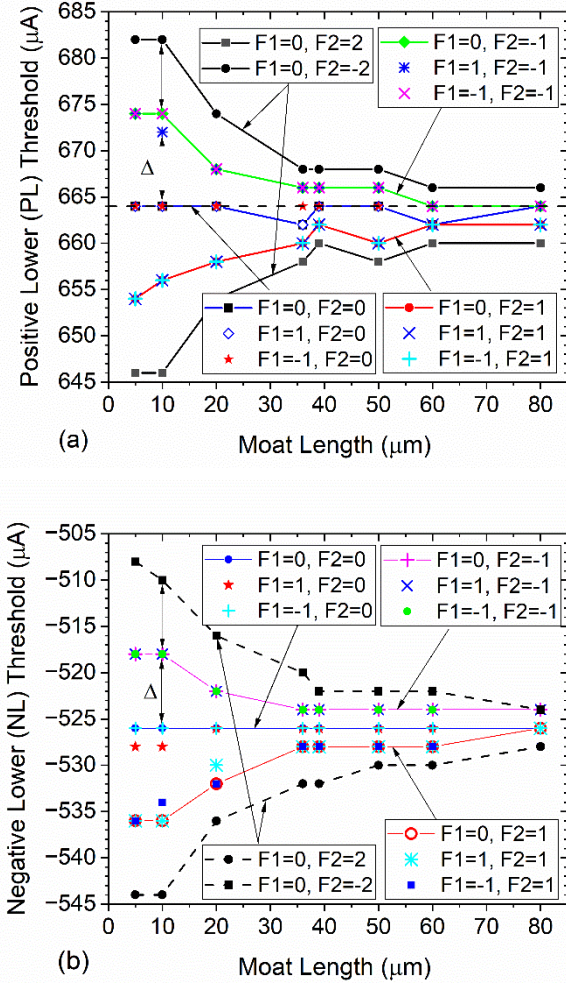 685
680
675
670
665
660
655
650
645
Positive Lower (PL) Threshold (μA)
F1=0, F2=2
F1=0, F2=-2
F1=0, F2=-1
F1=1, F2=-1
F1=-1, F2=-1
Δ
F1=0, F2=0
F1=1, F2=0
F1=-1, F2=0
F1=0, F2=1
F1=1, F2=1
F1=-1, F2=1
0 10 20 30 40 50 60 70 80
(a)
Moat Length (μm)
−505
−510
−515
−520
−525
−530
−535
−540
−545
Negative Lower (NL) Threshold (μA)
F1=0, F2=0
F1=1, F2=0
F1=-1, F2=0
F1=0, F2=-1
F1=1, F2=-1
F1=-1, F2=-1
Δ
F1=0, F2=2
F1=0, F2=-2
F1=0, F2=1
F1=1, F2=1
F1=-1, F2=1
0 10 20 30 40 50 60 70 80
(b)
Moat Length (μm)